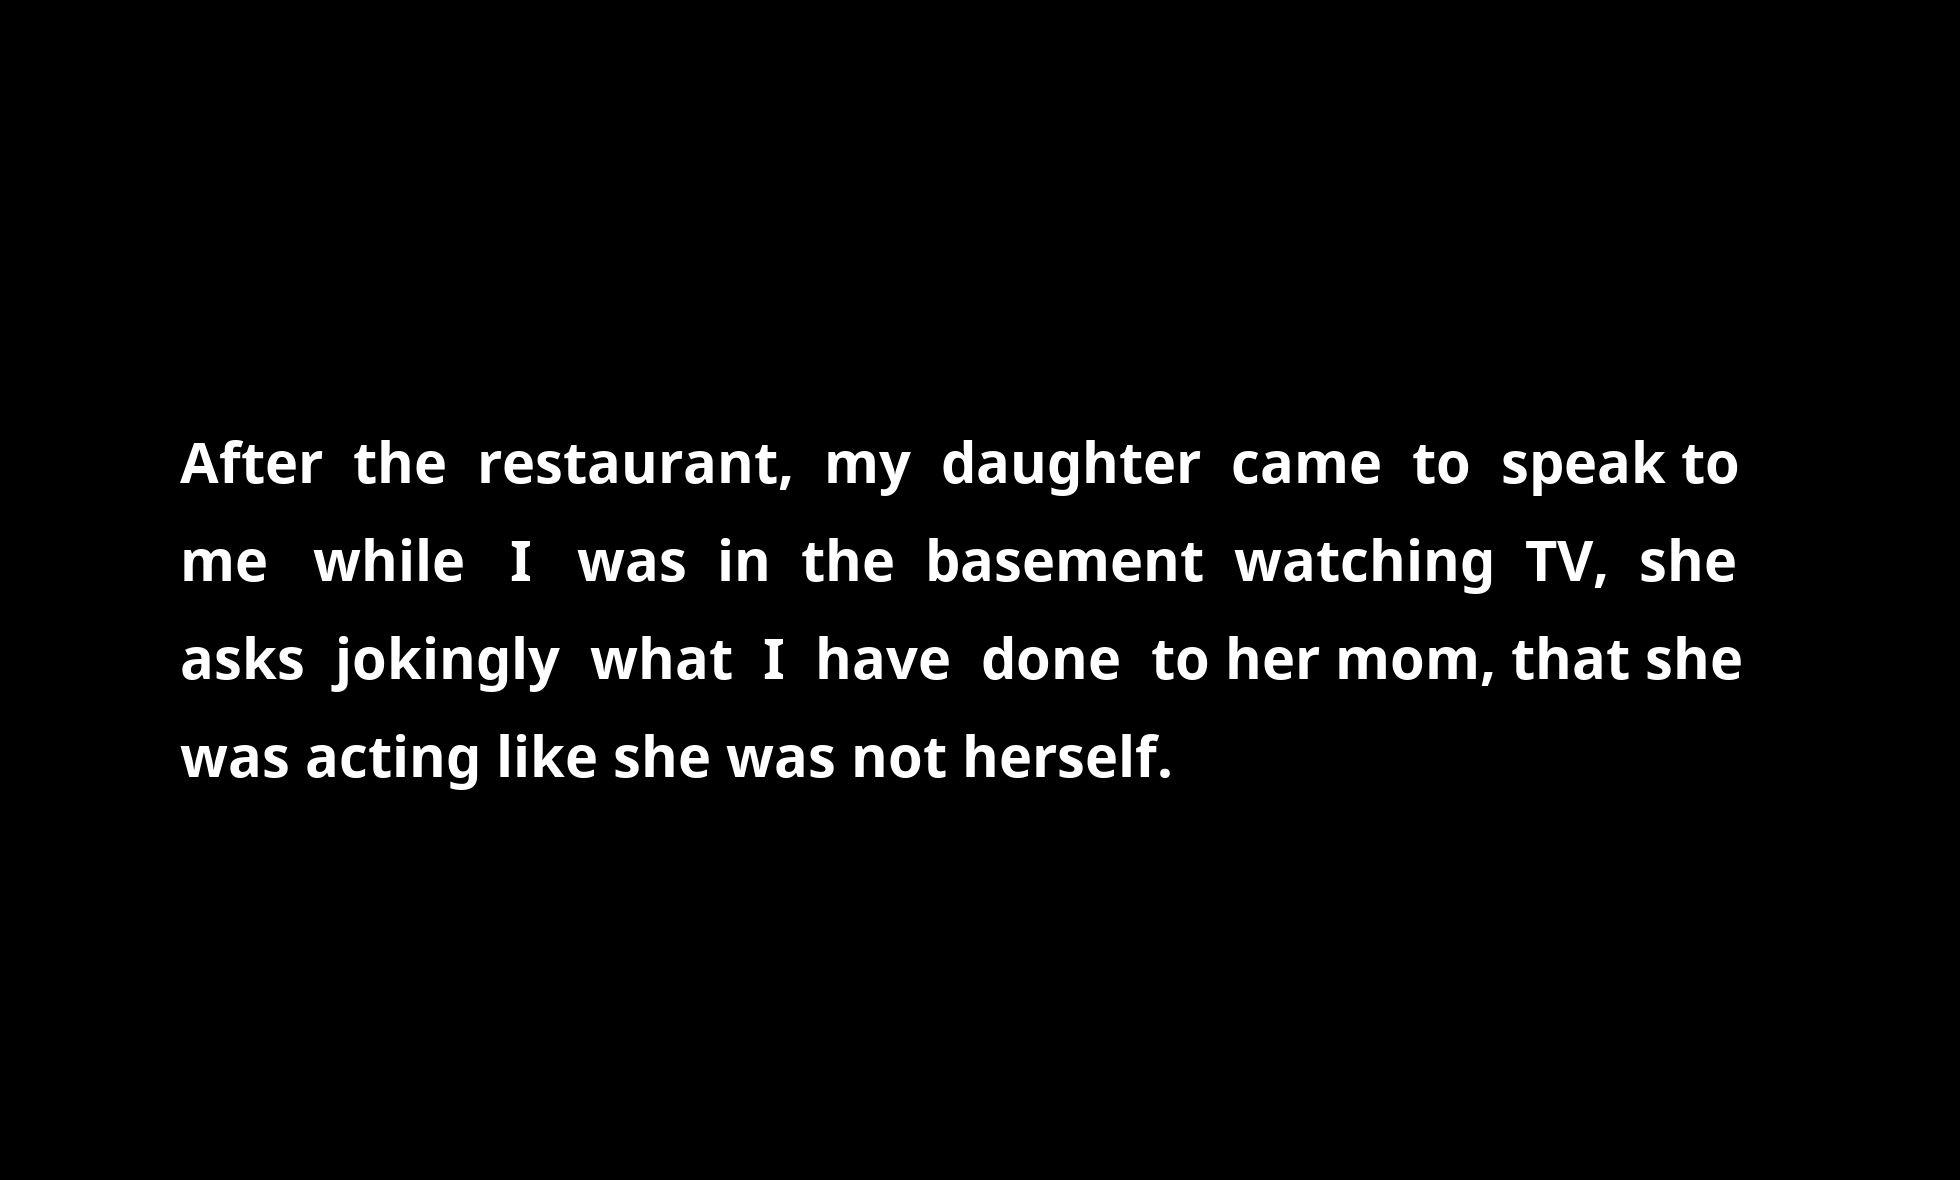 After the restaurant, my daughter came to speak to
me while I was in the basement watching TV, she
asks jokingly what I have done to her mom, that she
was acting like she was not herself.